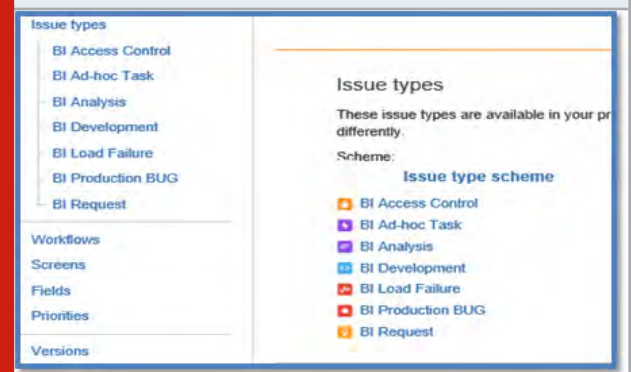 Issue types
BI Access Control
BI Ad-hoc Task
BI Analysis
BI Development
BI Load Failure
BI Production BUG
BI Request
Workflows
Screens
Fields
Priorities
Versions
Issue types
These issue types are available in your pr
differently.
Scheme:
Issue type scheme
BI Access Control
BI Ad-hoc Task
BI Analysis
BI Development
BI Load Failure
BI Production BUG
BI Request